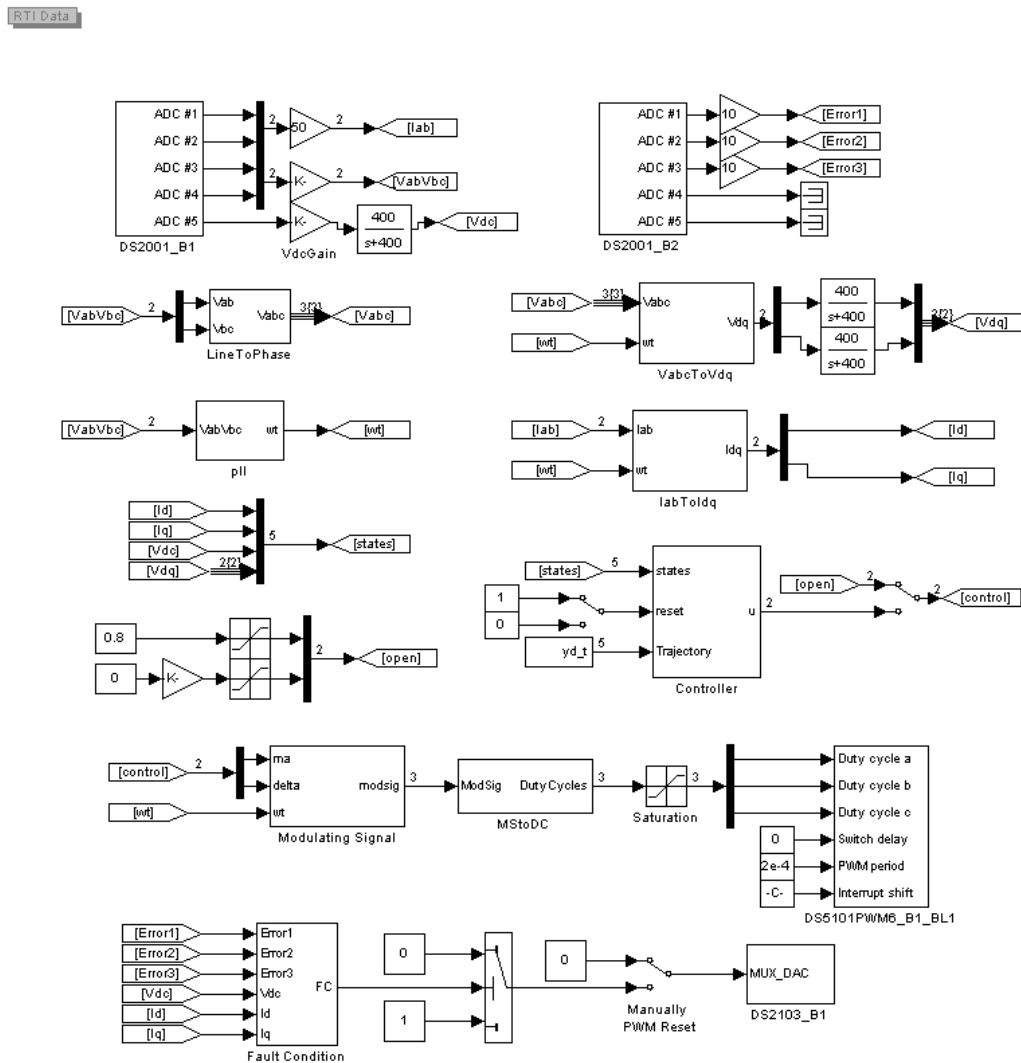 RTI Data
ADC #1
ADC #2
ADC #3
ADC #4
ADC #5
DS2001_B1
2
50
2
[Iab]
2
K-
2
[VabVbc]
K-
VdcGain
400
s+400
[Vdc]
ADC #1
ADC #2
ADC #3
ADC #4
ADC #5
DS2001_B2
10
[Error1]
10
[Error2]
10
[Error3]
[VabVbc]
2
Vab
Vbc
Vabc
LineToPhase
3{3}
[Vabc]
[Vabc]
3{3}
Vabc
[wt]
wt
Vdq
VabcToVdq
2
400
s+400
400
s+400
2{2}
[Vdq]
[VabVbc]
2
VabVbc
wt
pll
[wt]
[Iab]
2
Iab
[wt]
wt
Idq
IabToIdq
2
[Id]
[Iq]
[Id]
[Iq]
[Vdc]
[Vdq]
2{2}
5
[states]
[states]
5
states
1
0
reset
yd_t
5
Trajectory
u
Controller
2
[open]
2
2
[control]
0.8
0
K-
2
[open]
[control]
2
ma
delta
[wt]
wt
modsig
Modulating Signal
3
ModSig
DutyCycles
MStoDC
3
Saturation
3
Duty cycle a
Duty cycle b
Duty cycle c
0
Switch delay
2e-4
PWM period
-C-
Interrupt shift
DS5101PWM6_B1_BL1
[Error1]
[Error2]
[Error3]
[Vdc]
[Id]
[Iq]
Error1
Error2
Error3
Vdc
Id
Iq
FC
Fault Condition
0
1
0
Manually
PWM Reset
MUX_DAC
DS2103_B1